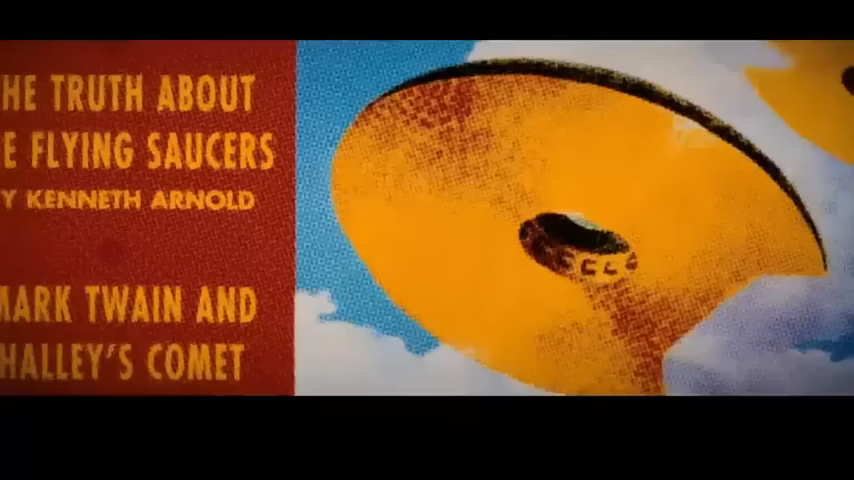 HE TRUTH ABOUT
E FLYING SAUCERS
Y KENNETH ARNOLD
MARK TWAIN AND
HALLEY'S COMET